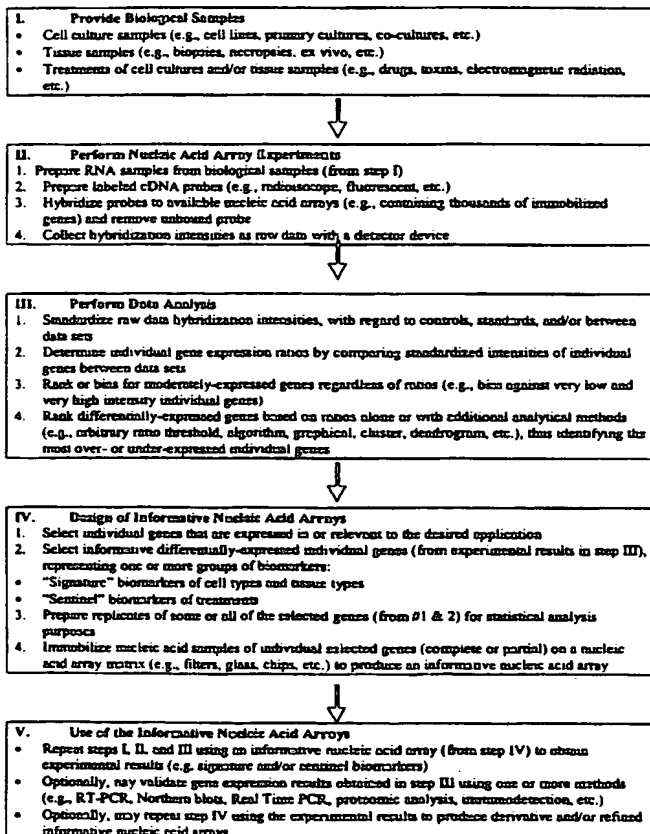 I. Provide Biological Samples
• Cell culture samples (e.g., cell lines, primary cultures, co-cultures, etc.)
• Tissue samples (e.g., biopsies, necropsies, ex vivo, etc.)
• Treatments of cell cultures and/or tissue samples (e.g., drugs, toxins, electromagnetic radiation,
etc.)
II. Perform Nucleic Acid Array Experiments
1. Prepare RNA samples from biological samples (from step I)
2. Prepare labeled cDNA probes (e.g., radioisotope, fluorescent, etc.)
3. Hybridize probes to available nucleic acid arrays (e.g., containing thousands of immobilized
genes) and remove unbound probe
4. Collect hybridization intensities as raw data with a detector device
III. Perform Data Analysis
1. Standardize raw data hybridization intensities, with regard to controls, standards, and/or between
data sets
2. Determine individual gene expression ratios by comparing standardized intensities of individual
genes between data sets
3. Rank or bias for moderately-expressed genes regardless of ratios (e.g., bias against very low and
very high intensity individual genes)
4. Rank differentially-expressed genes based on ratios alone or with additional analytical methods
(e.g., arbitrary ratio threshold, algorithm, graphical, cluster, dendrogram, etc.), thus identifying the
most over- or under-expressed individual genes
IV. Design of Informative Nucleic Acid Arrays
1. Select individual genes that are expressed in or relevant to the desired application
2. Select informative differentially-expressed individual genes (from experimental results in step III),
representing one or more groups of biomarkers:
• "Signature" biomarkers of cell types and tissue types
• "Sentinel" biomarkers of treatments
3. Prepare replicates of some or all of the selected genes (from #1 & 2) for statistical analysis
purposes
4. Immobilize nucleic acid samples of individual selected genes (complete or partial) on a nucleic
acid array matrix (e.g., filters, glass, chips, etc.) to produce an informative nucleic acid array
V. Use of the Informative Nucleic Acid Arrays
• Repeat steps I, II, and III using an informative nucleic acid array (from step IV) to obtain
experimental results (e.g. signature and/or sentinel biomarkers)
• Optionally, may validate gene expression results obtained in step III using one or more methods
(e.g., RT-PCR, Northern blots, Real Time PCR, proteomic analysis, immunodetection, etc.)
• Optionally, may repeat step IV using the experimental results to produce derivative and/or refined
informative nucleic acid arrays